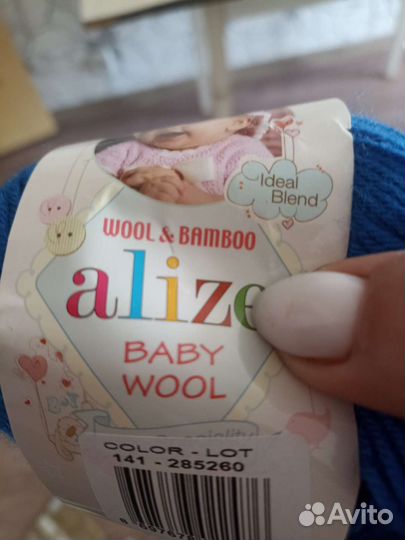 Ideal
Blend
WOOL & BAMBOO
alize
BABY
WOOL
COLOR - LOT
141 - 285260
Avito